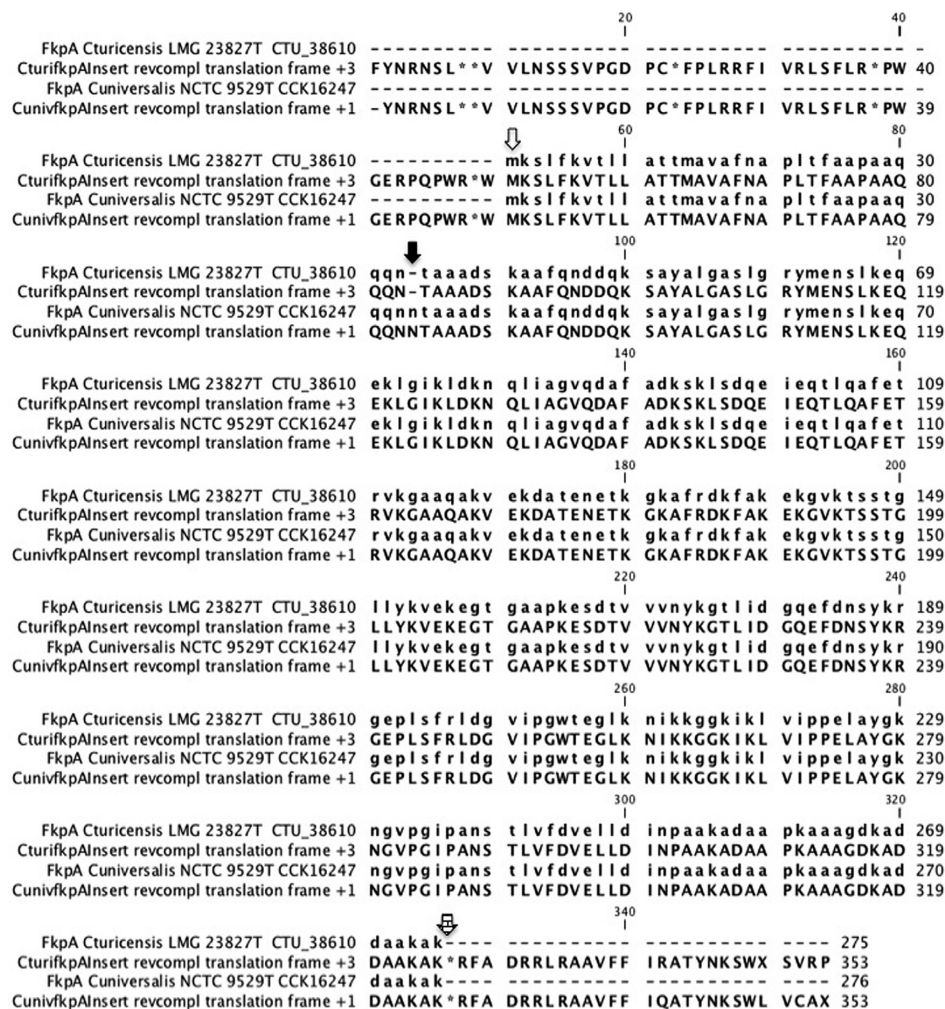 20 40
FkpA Cturicensis LMG 23827T CTU_38610 - - - - - - - - - - - - - - - - - - - - - - - - - - - - - - - - - - - - - - - - -
CturifkpAInsert revcompl translation frame +3 FYNRNSL**V VLNSSSVPGD PC*FPLRRFI VRLSFLR*PW 40
FkpA Cuniversalis NCTC 9529T CCK16247 - - - - - - - - - - - - - - - - - - - - - - - - - - - - - - - - - - - - - - - - -
CunivfkpAInsert revcompl translation frame +1 -YNRNSL**V VLNSSSVPGD PC*FPLRRFI VRLSFLR*PW 39
60 80
FkpA Cturicensis LMG 23827T CTU_38610 ---------- mkslfkvtll attmavafna pltfaapaaq 30
CturifkpAInsert revcompl translation frame +3 GERPQPWR*W MKSLFKVTLL ATTMAVAFNA PLTFAAPAAQ 80
FkpA Cuniversalis NCTC 9529T CCK16247 ---------- mkslfkvtll attmavafna pltfaapaaq 30
CunivfkpAInsert revcompl translation frame +1 GERPQPWR*W MKSLFKVTLL ATTMAVAFNA PLTFAAPAAQ 79
100 120
FkpA Cturicensis LMG 23827T CTU_38610 qqn-taaads kaafqnddqk sayalgaslg rymenslkeq 69
CturifkpAInsert revcompl translation frame +3 QQN-TAAADS KAAFQNDDQK SAYALGASLG RYMENSLKEQ 119
FkpA Cuniversalis NCTC 9529T CCK16247 qqnntaaads kaafqnddqk sayalgaslg rymenslkeq 70
CunivfkpAInsert revcompl translation frame +1 QQNNTAAADS KAAFQNDDQK SAYALGASLG RYMENSLKEQ 119
140 160
FkpA Cturicensis LMG 23827T CTU_38610 eklgikldkn qliagvqdaf adksklsdqe ieqtlqafet 109
CturifkpAInsert revcompl translation frame +3 EKLGIKLDKN QLIAGVQDAF ADKSKLSDQE IEQTLQAFET 159
FkpA Cuniversalis NCTC 9529T CCK16247 eklgikldkn qliagvqdaf adksklsdqe ieqtlqafet 110
CunivfkpAInsert revcompl translation frame +1 EKLGIKLDKN QLIAGVQDAF ADKSKLSDQE IEQTLQAFET 159
180 200
FkpA Cturicensis LMG 23827T CTU_38610 rvkgaaqakv ekdatenetk gkafrdkfak ekgvktsstg 149
CturifkpAInsert revcompl translation frame +3 RVKGAAQAKV EKDATENETK GKAFRDKFAK EKGVKTSSTG 199
FkpA Cuniversalis NCTC 9529T CCK16247 rvkgaaqakv ekdatenetk gkafrdkfak ekgvktsstg 150
CunivfkpAInsert revcompl translation frame +1 RVKGAAQAKV EKDATENETK GKAFRDKFAK EKGVKTSSTG 199
220 240
FkpA Cturicensis LMG 23827T CTU_38610 llykvekegt gaapkesdtv vvnykgtlid gqefdnsykr 189
CturifkpAInsert revcompl translation frame +3 LLYKVEKEGT GAAPKESDTV VVNYKGTLID GQEFDNSYKR 239
FkpA Cuniversalis NCTC 9529T CCK16247 llykvekegt gaapkesdtv vvnykgtlid gqefdnsykr 190
CunivfkpAInsert revcompl translation frame +1 LLYKVEKEGT GAAPKESDTV VVNYKGTLID GQEFDNSYKR 239
260 280
FkpA Cturicensis LMG 23827T CTU_38610 geplsfrldg vipgwteglk nikkggkikl vippelaygk 229
CturifkpAInsert revcompl translation frame +3 GEPLSFRLDG VIPGWTEGLK NIKKGGKIKL VIPPELAYGK 279
FkpA Cuniversalis NCTC 9529T CCK16247 geplsfrldg vipgwteglk nikkggkikl vippelaygk 230
CunivfkpAInsert revcompl translation frame +1 GEPLSFRLDG VIPGWTEGLK NIKKGGKIKL VIPPELAYGK 279
300 320
FkpA Cturicensis LMG 23827T CTU_38610 ngvpgipans tlvfdvelld inpaakadaa pkaaagdkad 269
CturifkpAInsert revcompl translation frame +3 NGVPGIPANS TLVFDVELLD INPAAKADAA PKAAAGDKAD 319
FkpA Cuniversalis NCTC 9529T CCK16247 ngvpgipans tlvfdvelld inpaakadaa pkaaagdkad 270
CunivfkpAInsert revcompl translation frame +1 NGVPGIPANS TLVFDVELLD INPAAKADAA PKAAAGDKAD 319
340
FkpA Cturicensis LMG 23827T CTU_38610 daakak---- ---------- ---------- ---- 275
CturifkpAInsert revcompl translation frame +3 DAAKAK*RFA DRRLRAAVFF IRATYNKSWX SVRP 353
FkpA Cuniversalis NCTC 9529T CCK16247 daakak---- ---------- ---------- ---- 276
CunivfkpAInsert revcompl translation frame +1 DAAKAK*RFA DRRLRAAVFF IQATYNKSWL VCAX 353